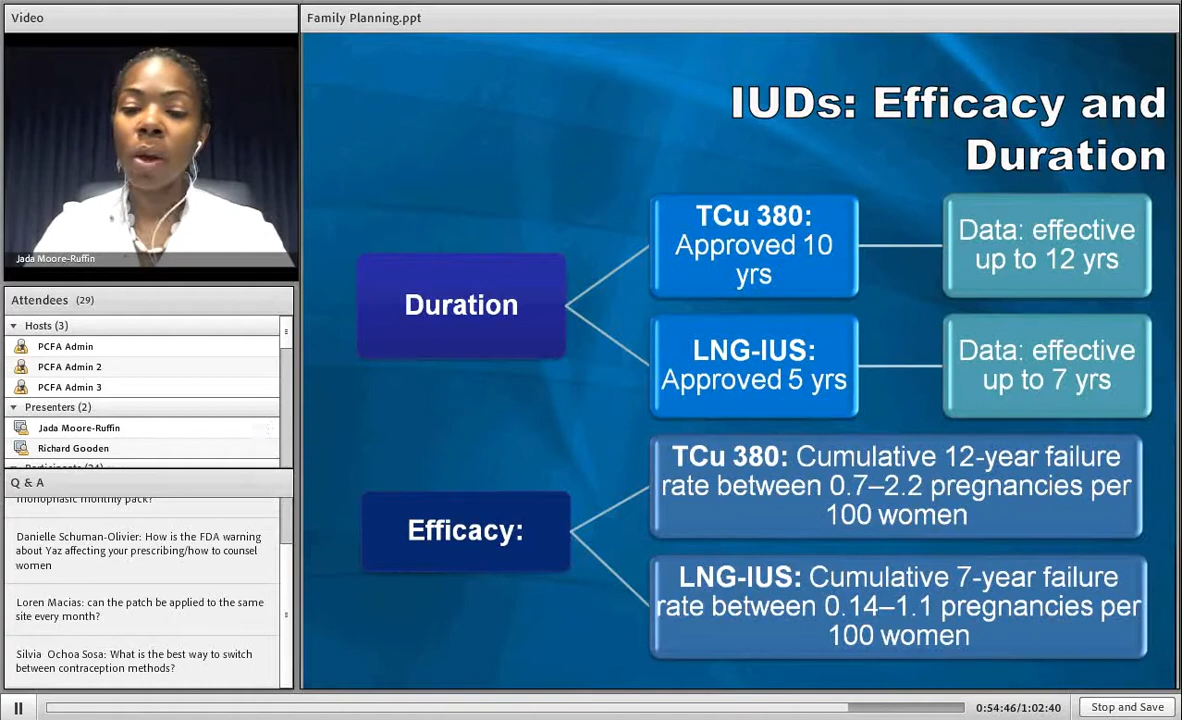 Video
Jada Moore-Ruffin
Attendees (29)
Hosts (3)
PCFA Admin
PCFA Admin 2
PCFA Admin 3
Presenters (2)
Jada Moore-Ruffin
Richard Gooden
Q & A
monophasic monthly pack?
Danielle Schuman-Olivier: How is the FDA warning
about Yaz affecting your prescribing/how to counsel
women
Loren Macias: can the patch be applied to the same
site every month?
Silvia Ochoa Sosa: What is the best way to switch
between contraception methods?
Family Planning.ppt
IUDs: Efficacy and
Duration
Duration
TCu 380:
Approved 10
yrs
Data: effective
up to 12 yrs
LNG-IUS:
Approved 5 yrs
Data: effective
up to 7 yrs
Efficacy:
TCu 380: Cumulative 12-year failure
rate between 0.7–2.2 pregnancies per
100 women
LNG-IUS: Cumulative 7-year failure
rate between 0.14–1.1 pregnancies per
100 women
0:54:46/1:02:40
Stop and Save